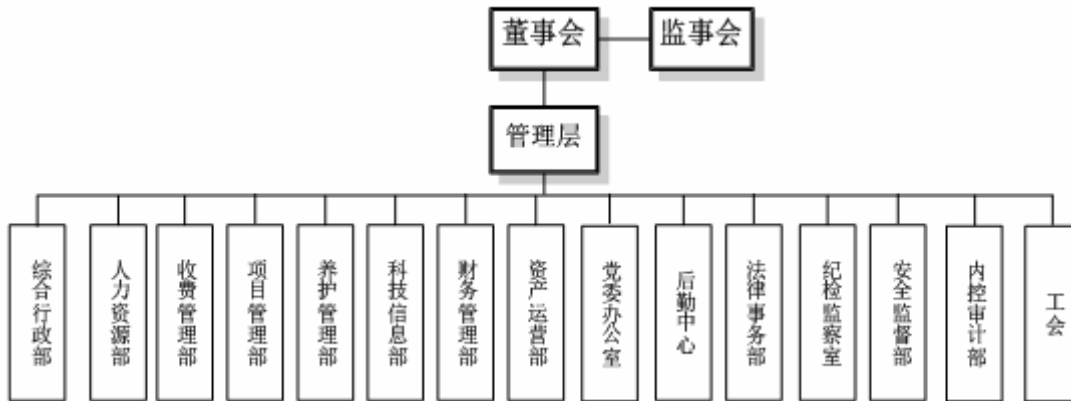 董事会
监事会
管理层
综合行政部
人力资源部
收费管理部
项目管理部
养护管理部
科技信息部
财务管理部
资产运营部
党委办公室
后勤中心
法律事务部
纪检监察室
安全监督部
内控审计部
工会